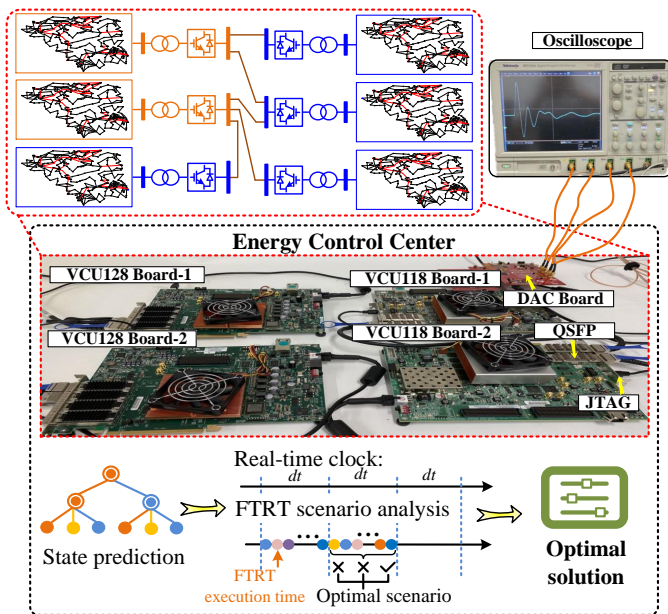 Oscilloscope
Tektronix
Energy Control Center
VCU128 Board-1
VCU118 Board-1
DAC Board
VCU128 Board-2
VCU118 Board-2
QSFP
JTAG
Real-time clock:
dt dt dt
FTRT scenario analysis
State prediction
FTRT
execution time
Optimal scenario
Optimal
solution